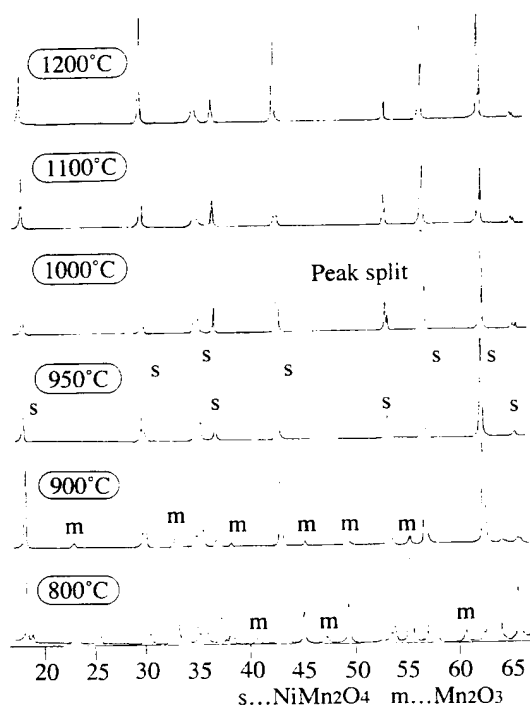 1200°C
1100°C
1000°C
Peak split
s s s s s
950°C
s s s s
900°C
m m m m m m
800°C
m m m
20 25 30 35 40 45 50 55 60 65
s...NiMn2O4 m...Mn2O3